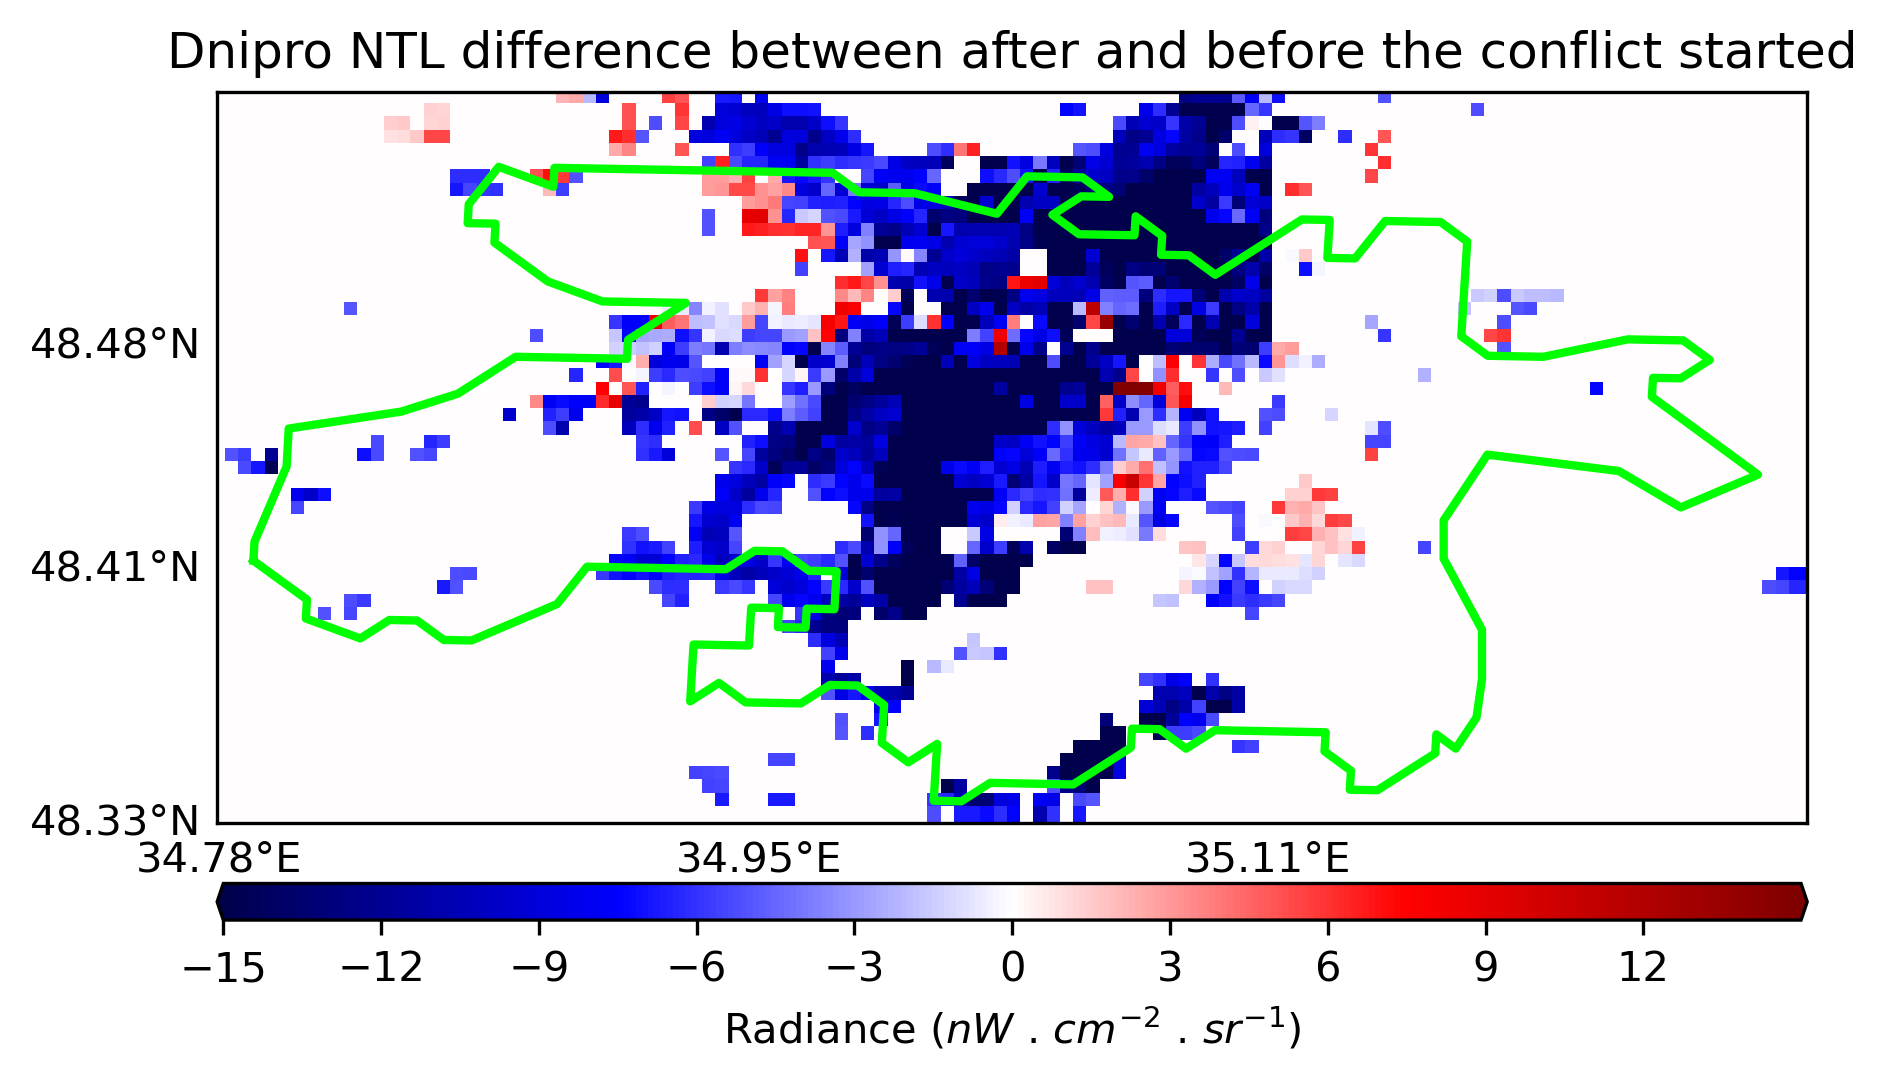 Dnipro NTL difference between after and before the conflict started
48.48°N
48.41°N
48.33°N
34.78°E 34.95°E 35.11°E
−15 −12 −9 −6 −3 0 3 6 9 12
Radiance (nW . cm⁻² . sr⁻¹)